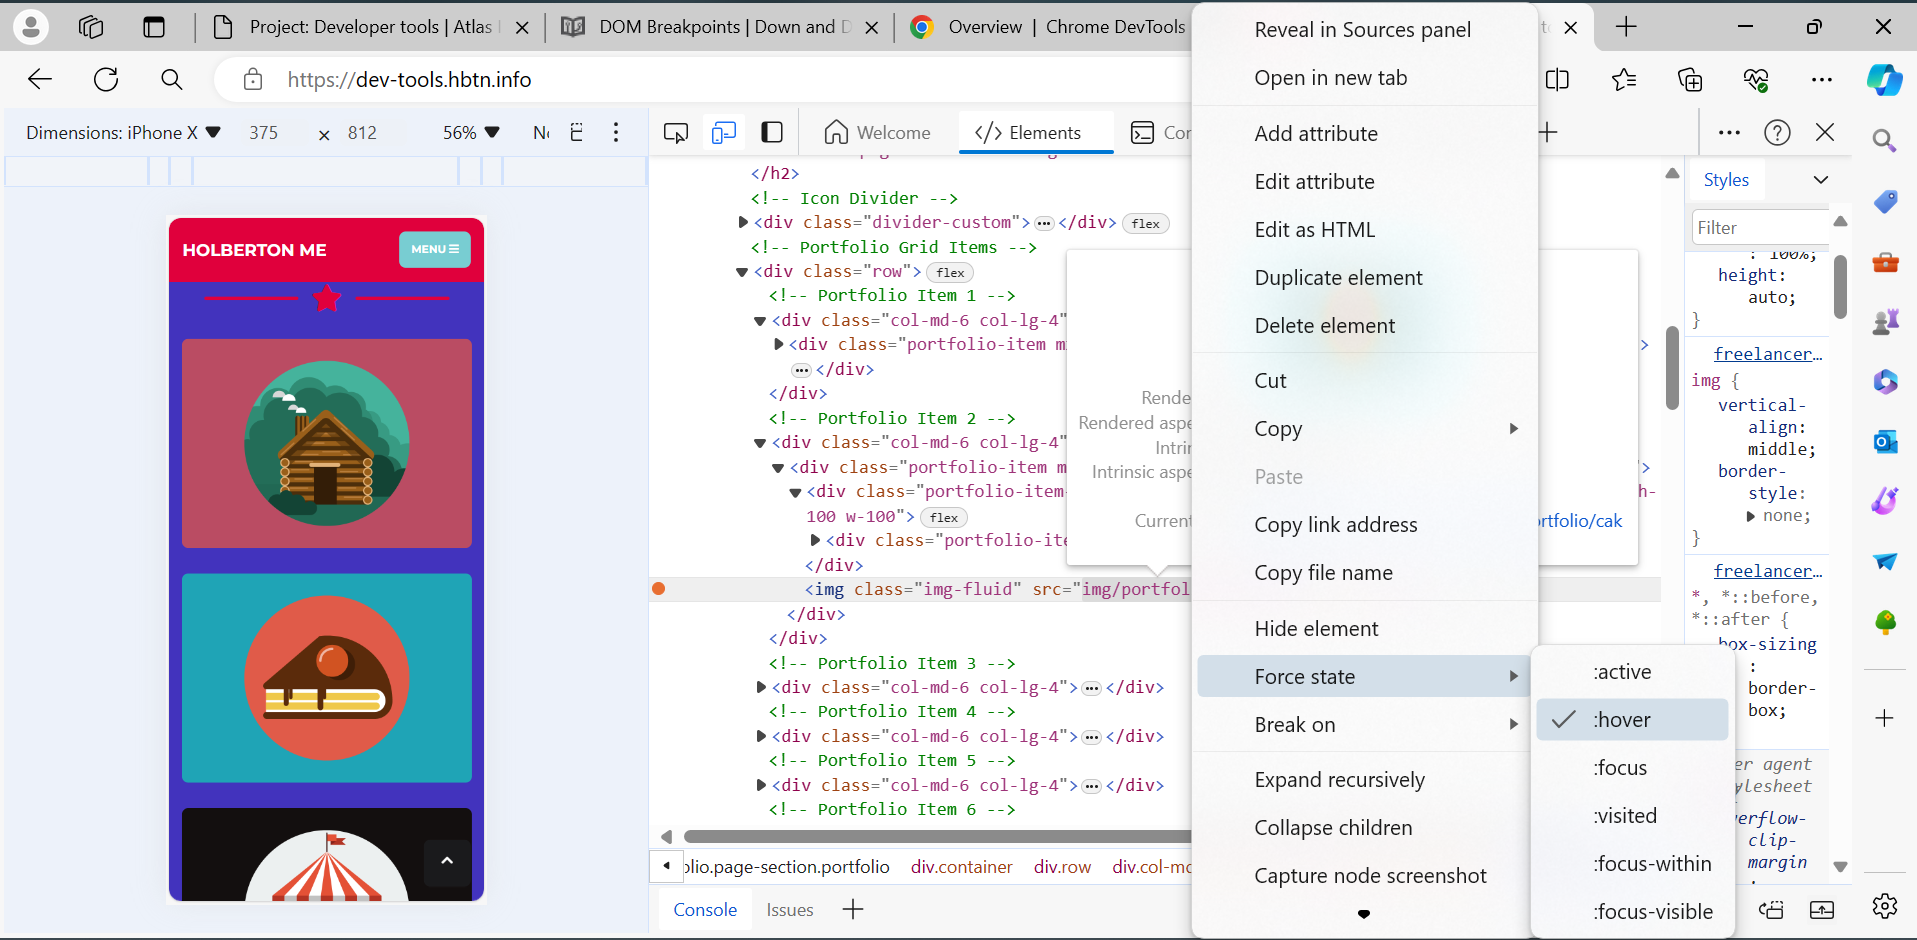 Project: Developer tools | Atlas
DOM Breakpoints | Down and D
Overview | Chrome DevTools
https://dev-tools.hbtn.info
Dimensions: iPhone X 375 × 812 56%
Welcome
</> Elements
HOLBERTON ME
MENU
</h2>
<!-- Icon Divider -->
<div class="divider-custom"> ••• </div> flex
<!-- Portfolio Grid Items -->
<div class="row"> flex
<!-- Portfolio Item 1 -->
<div class="col-md-6 col-lg-4"
<div class="portfolio-item m
>
••• </div>
</div>
<!-- Portfolio Item 2 -->
<div class="col-md-6 col-lg-4"
<div class="portfolio-item m
>
<div class="portfolio-item-
h-
100 w-100"> flex
<div class="portfolio-ite
</div>
<img class="img-fluid" src="img/portfol
</div>
</div>
<!-- Portfolio Item 3 -->
<div class="col-md-6 col-lg-4"> ••• </div>
<!-- Portfolio Item 4 -->
<div class="col-md-6 col-lg-4"> ••• </div>
<!-- Portfolio Item 5 -->
<div class="col-md-6 col-lg-4"> ••• </div>
<!-- Portfolio Item 6 -->
Rende
Rendered aspe
Intrin
Intrinsic aspe
Current
ortfolio/cak
olio.page-section.portfolio div.container div.row div.col-md
Console Issues
Reveal in Sources panel
Open in new tab
Add attribute
Edit attribute
Edit as HTML
Duplicate element
Delete element
Cut
Copy
Paste
Copy link address
Copy file name
Hide element
Force state
Break on
Expand recursively
Collapse children
Capture node screenshot
:active
:hover
:focus
:visited
:focus-within
:focus-visible
Styles
Filter
: 100%;
height:
auto;
}
freelancer…
img {
vertical-
align:
middle;
border-
style:
none;
}
freelancer…
*, *::before,
*::after {
box-sizing
:
border-
box;
er agent
ylesheet
erflow-
clip-
margin
: